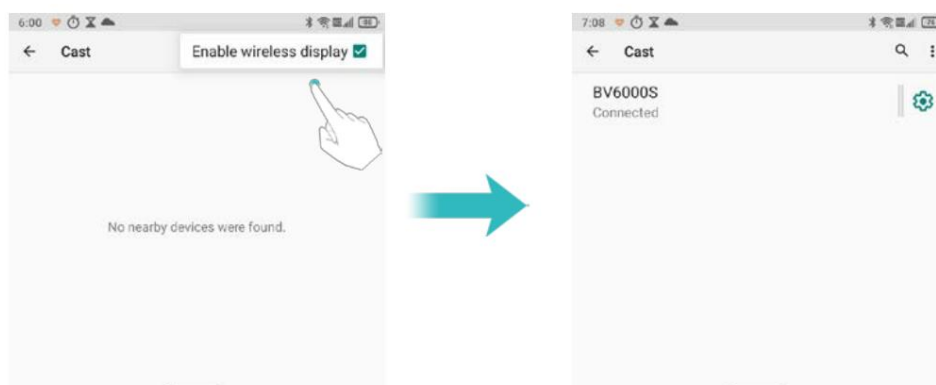 6:00
Cast
Enable wireless display
No nearby devices were found.
7:08
Cast
BV6000S
Connected